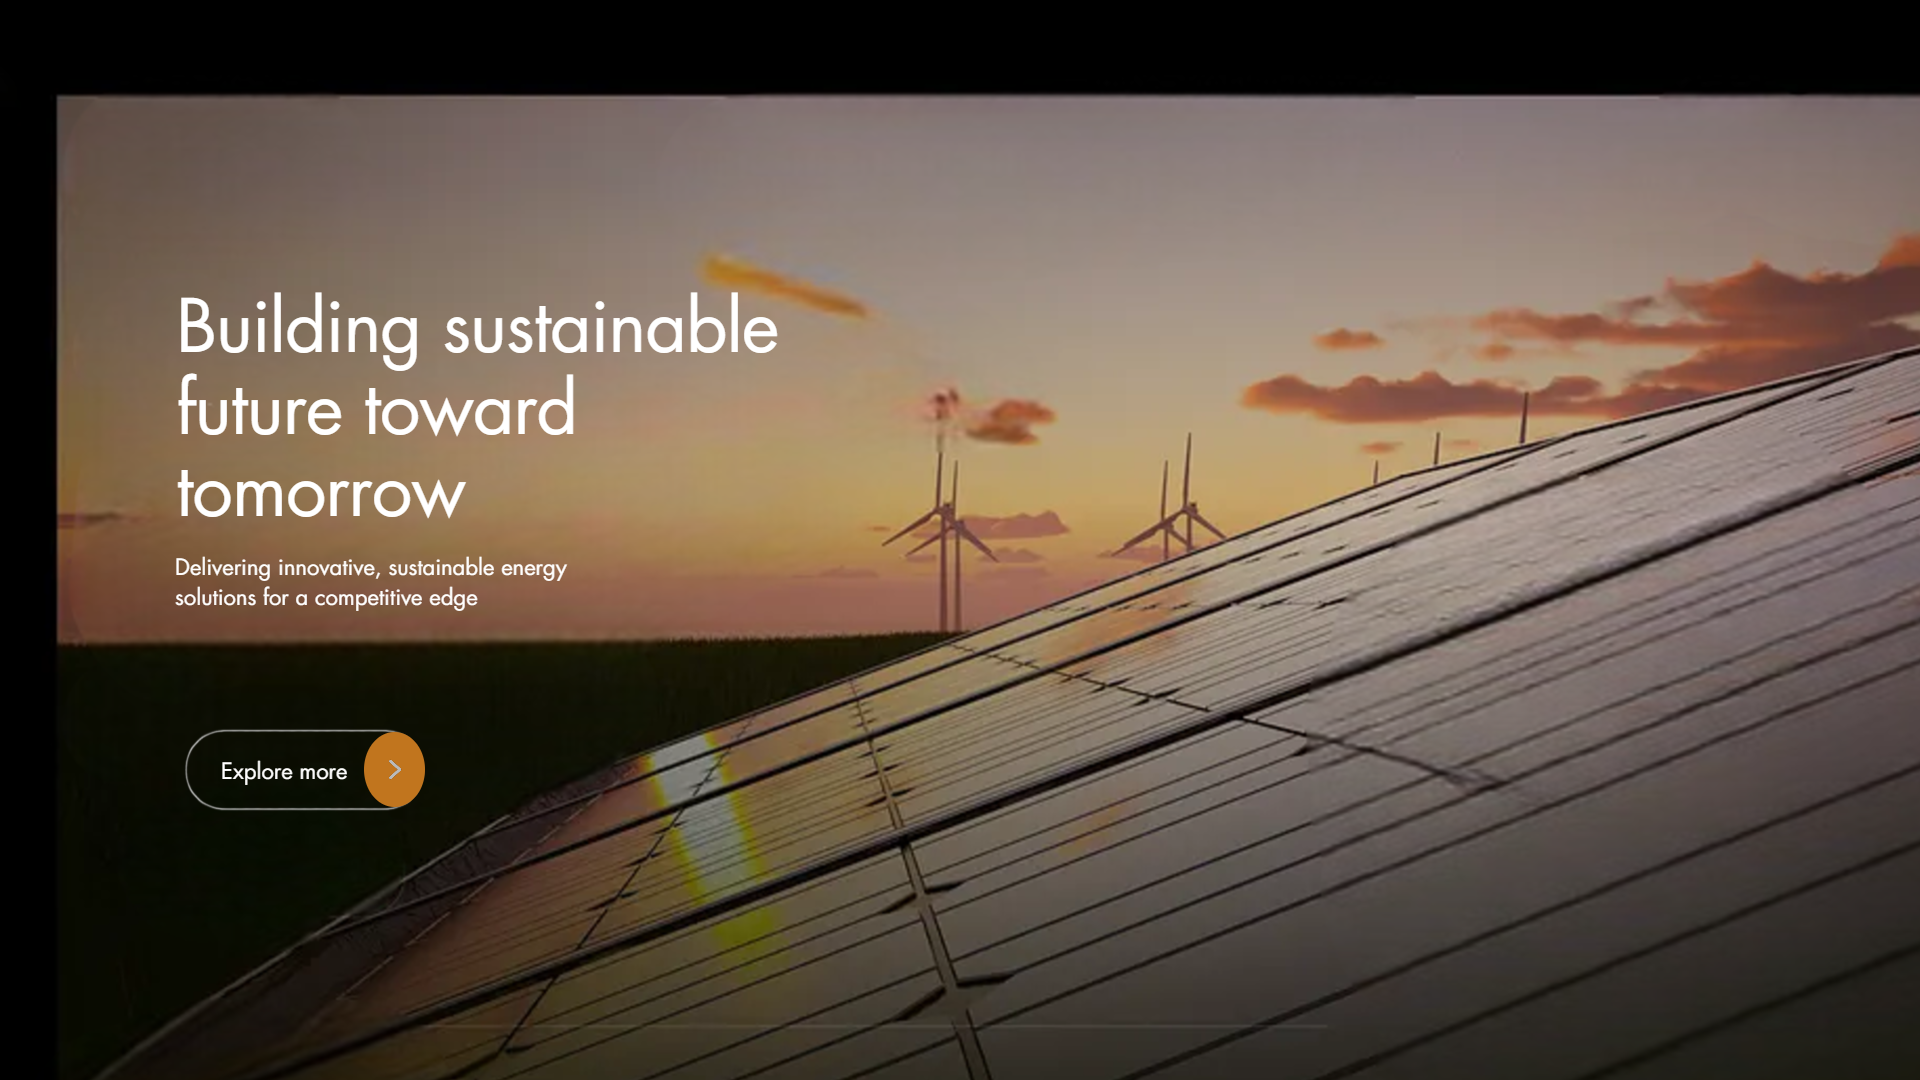 Building sustainable
future toward
tomorrow
Delivering innovative, sustainable energy
solutions for a competitive edge
Explore more